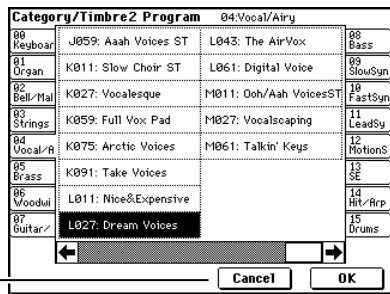 Category/Timbre2 Program 04:Vocal/Airy
00 Keyboar
01 Organ
02 Bell/Mal
03 Strings
04 Vocal/A
05 Brass
06 Woodwi
07 Guitar/
J059: Aaah Voices ST
K011: Slow Choir ST
K027: Vocalesque
K059: Full Vox Pad
K075: Arctic Voices
K091: Take Voices
L011: Nice&Expensive
L027: Dream Voices
L043: The AirVox
L061: Digital Voice
M011: Ooh/Aah VoicesST
M027: Vocalscaping
M061: Talkin' Keys
08 Bass
09 SlowSyn
10 FastSyn
11 LeadSy
12 MotionS
13 SE
14 Hit/Arp
15 Drums
Cancel OK